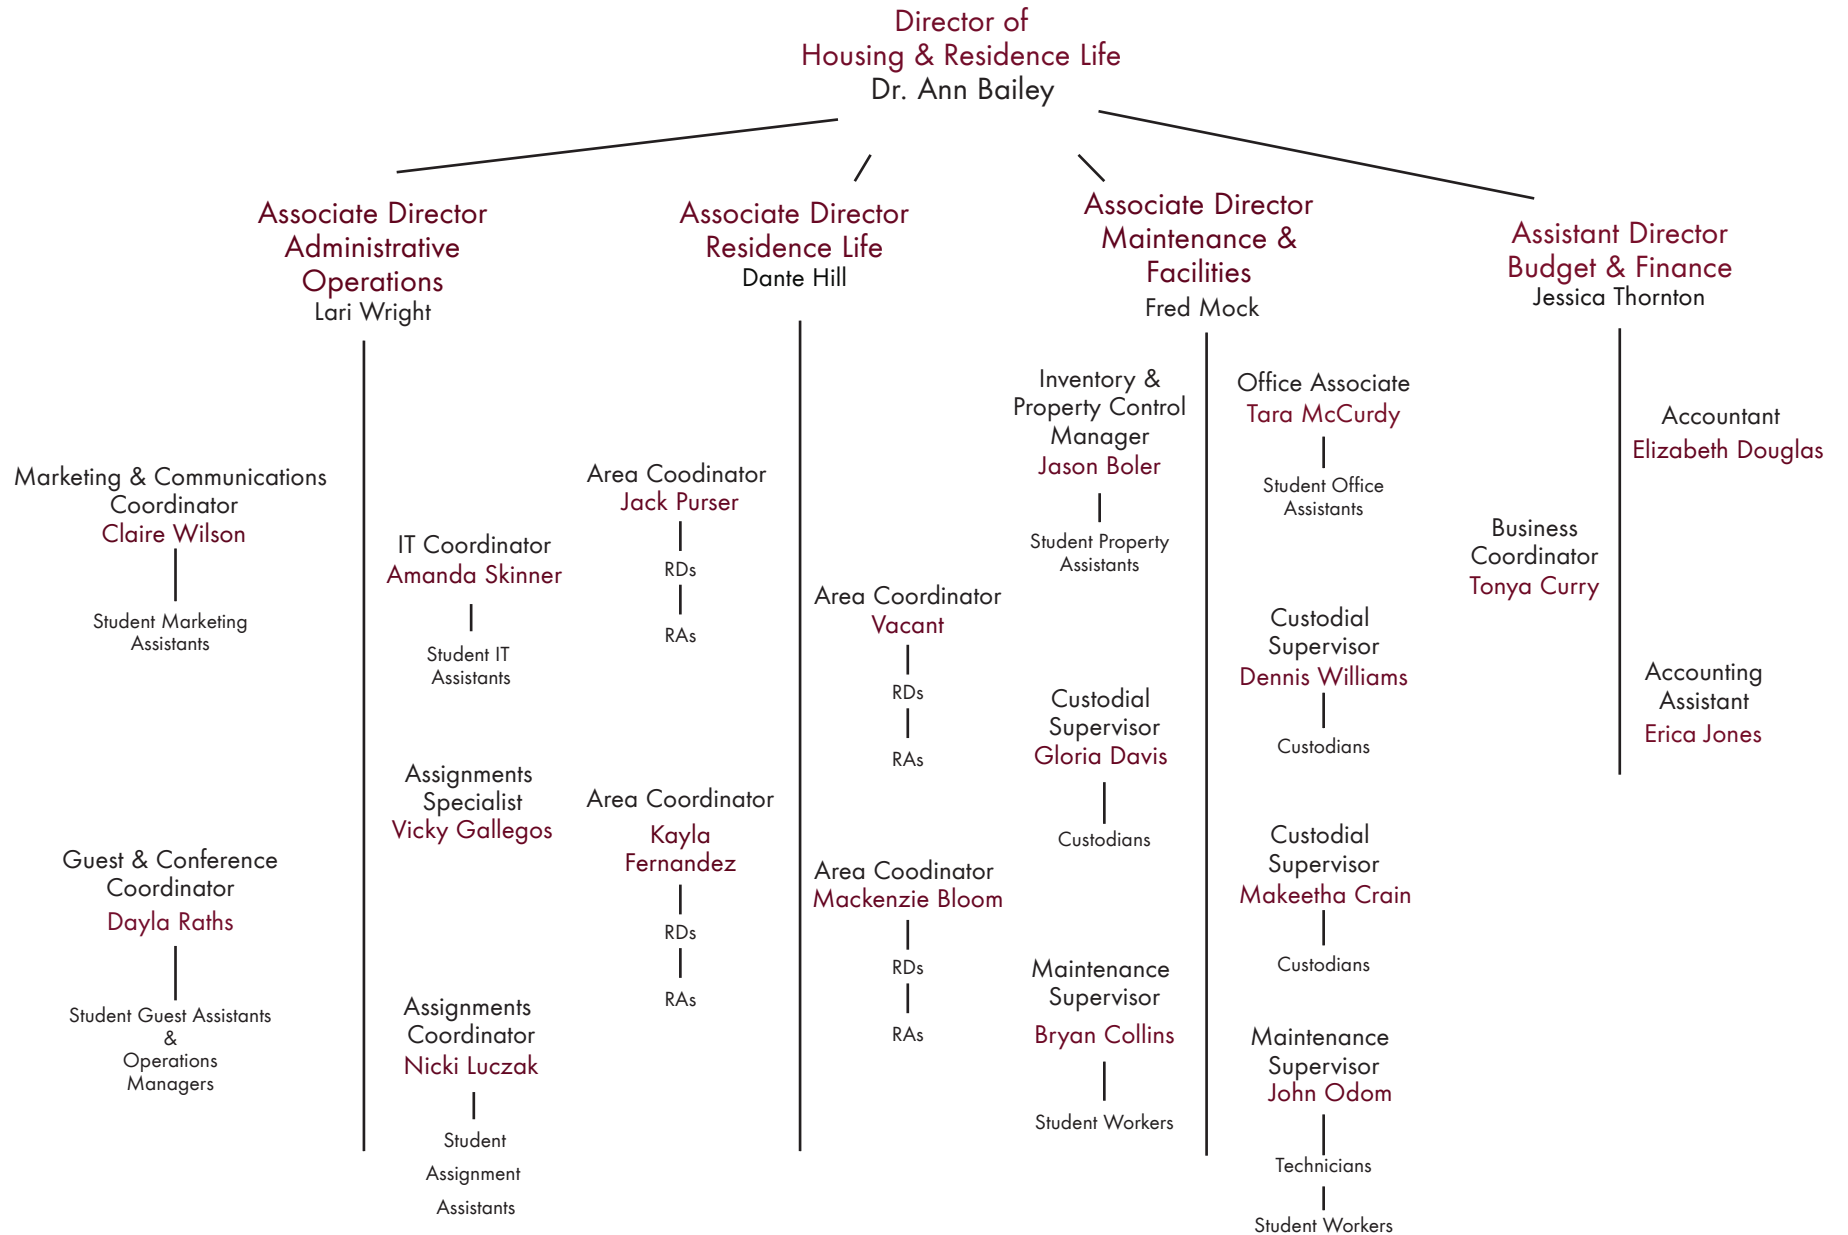 Director of
Housing & Residence Life
Dr. Ann Bailey
Associate Director
Administrative
Operations
Lari Wright
Marketing & Communications
Coordinator
Claire Wilson
Student Marketing
Assistants
Guest & Conference
Coordinator
Dayla Raths
Student Guest Assistants
&
Operations
Managers
IT Coordinator
Amanda Skinner
Student IT
Assistants
Assignments
Specialist
Vicky Gallegos
Assignments
Coordinator
Nicki Luczak
Student
Assignment
Assistants
Associate Director
Residence Life
Dante Hill
Area Coodinator
Jack Purser
RDs
RAs
Area Coordinator
Kayla
Fernandez
RDs
RAs
Area Coordinator
Vacant
RDs
RAs
Area Coodinator
Mackenzie Bloom
RDs
RAs
Associate Director
Maintenance &
Facilities
Fred Mock
Inventory &
Property Control
Manager
Jason Boler
Student Property
Assistants
Custodial
Supervisor
Gloria Davis
Custodians
Maintenance
Supervisor
Bryan Collins
Student Workers
Office Associate
Tara McCurdy
Student Office
Assistants
Custodial
Supervisor
Dennis Williams
Custodians
Custodial
Supervisor
Makeetha Crain
Custodians
Maintenance
Supervisor
John Odom
Technicians
Student Workers
Assistant Director
Budget & Finance
Jessica Thornton
Accountant
Elizabeth Douglas
Business
Coordinator
Tonya Curry
Accounting
Assistant
Erica Jones